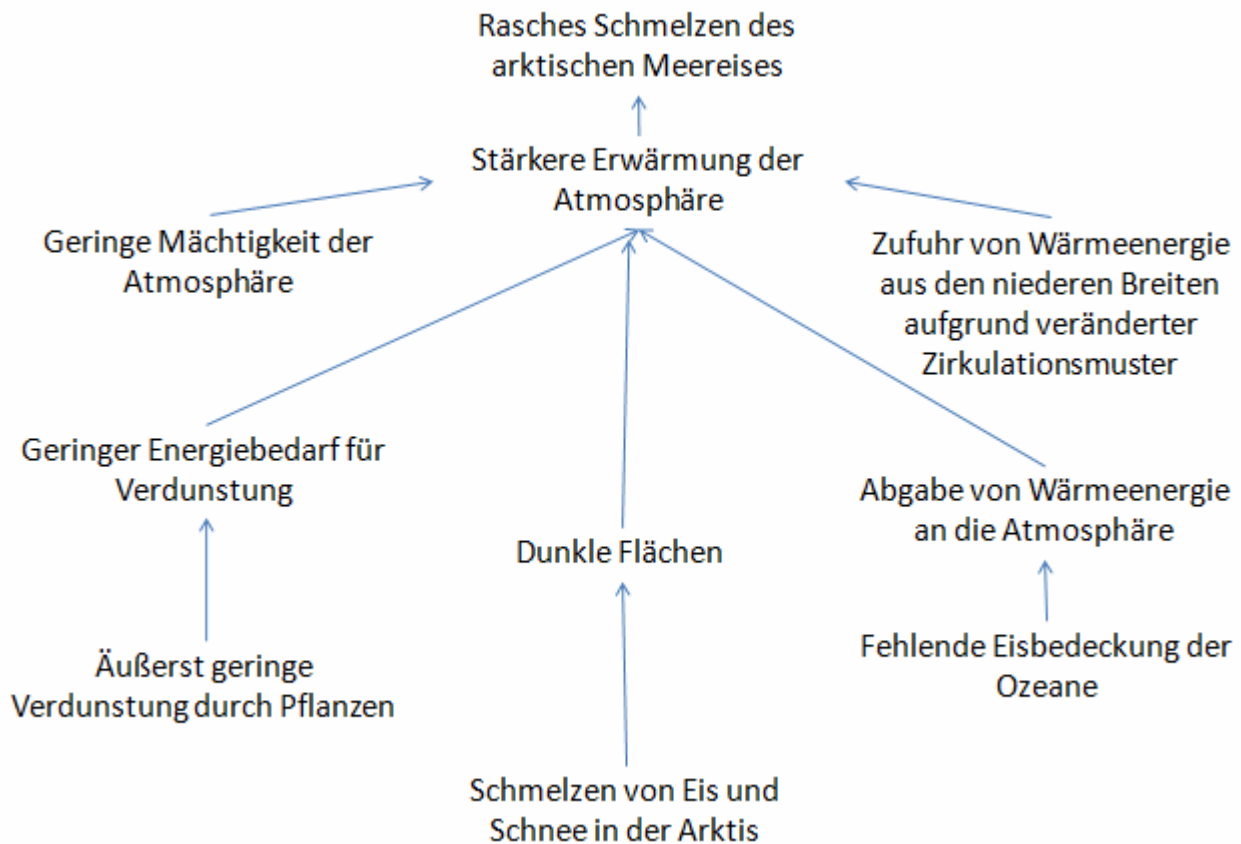 Rasches Schmelzen des
arktischen Meereises
Stärkere Erwärmung der
Atmosphäre
Geringe Mächtigkeit der
Atmosphäre
Zufuhr von Wärmeenergie
aus den niederen Breiten
aufgrund veränderter
Zirkulationsmuster
Geringer Energiebedarf für
Verdunstung
Abgabe von Wärmeenergie
an die Atmosphäre
Dunkle Flächen
Äußerst geringe
Verdunstung durch Pflanzen
Fehlende Eisbedeckung der
Ozeane
Schmelzen von Eis und
Schnee in der Arktis